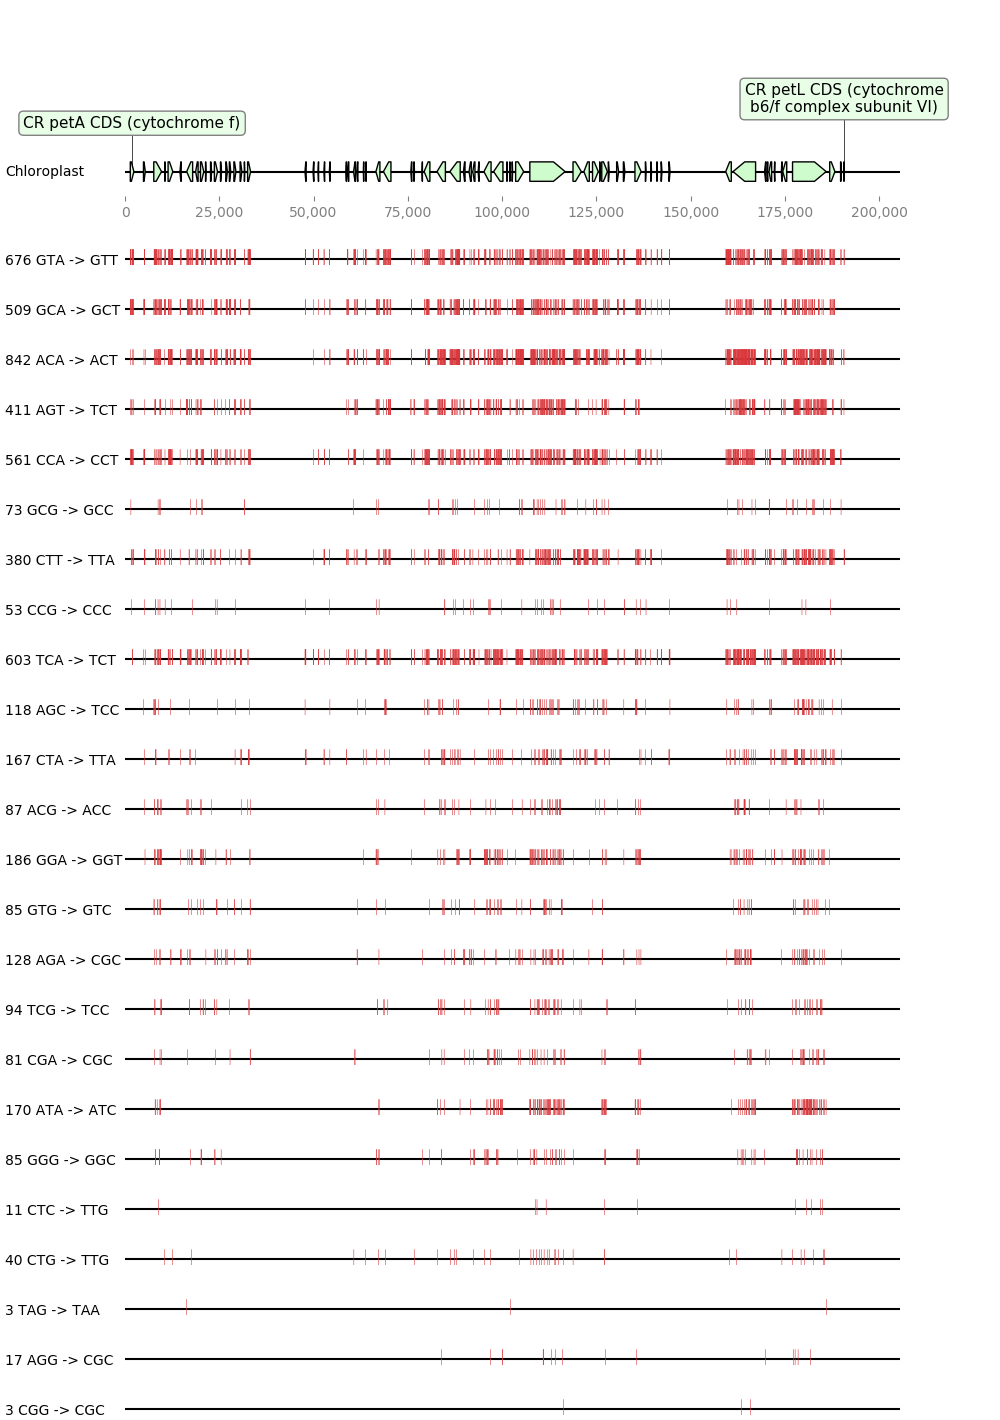 CR petL CDS (cytochrome
b6/f complex subunit VI)
CR petA CDS (cytochrome f)
Chloroplast
0 25,000 50,000 75,000 100,000 125,000 150,000 175,000 200,000
676 GTA -> GTT
509 GCA -> GCT
842 ACA -> ACT
411 AGT -> TCT
561 CCA -> CCT
73 GCG -> GCC
380 CTT -> TTA
53 CCG -> CCC
603 TCA -> TCT
118 AGC -> TCC
167 CTA -> TTA
87 ACG -> ACC
186 GGA -> GGT
85 GTG -> GTC
128 AGA -> CGC
94 TCG -> TCC
81 CGA -> CGC
170 ATA -> ATC
85 GGG -> GGC
11 CTC -> TTG
40 CTG -> TTG
3 TAG -> TAA
17 AGG -> CGC
3 CGG -> CGC